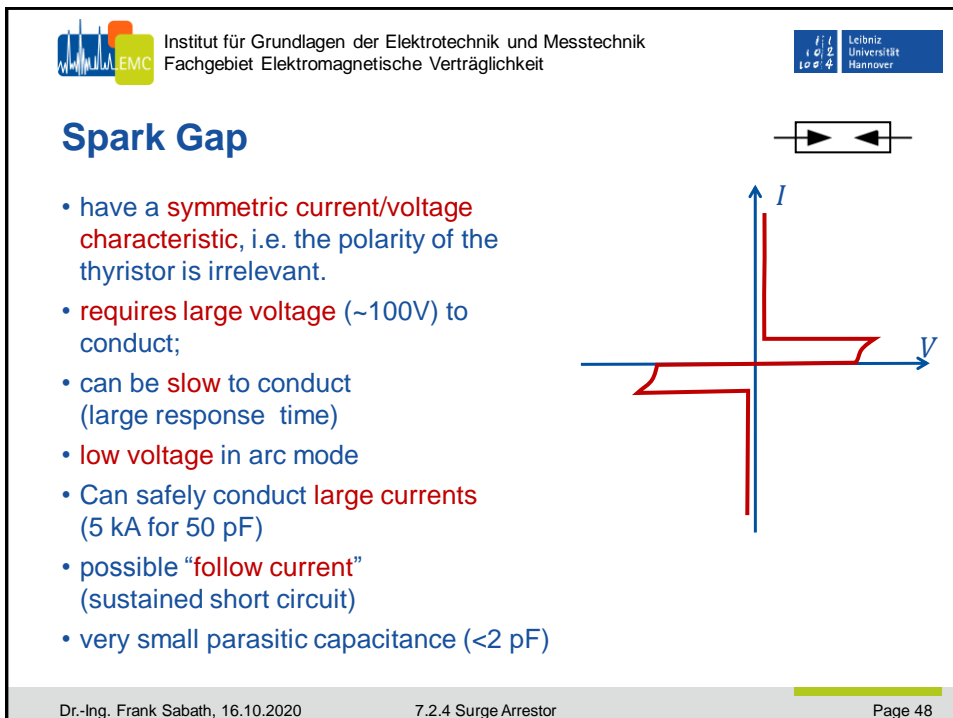 EMC
Institut für Grundlagen der Elektrotechnik und Messtechnik
Fachgebiet Elektromagnetische Verträglichkeit
Leibniz
Universität
Hannover
Spark Gap
• have a symmetric current/voltage
characteristic, i.e. the polarity of the
thyristor is irrelevant.
• requires large voltage (~100V) to
conduct;
• can be slow to conduct
(large response time)
• low voltage in arc mode
• Can safely conduct large currents
(5 kA for 50 pF)
• possible “follow current”
(sustained short circuit)
• very small parasitic capacitance (<2 pF)
I
V
Dr.-Ing. Frank Sabath, 16.10.2020 7.2.4 Surge Arrestor Page 48